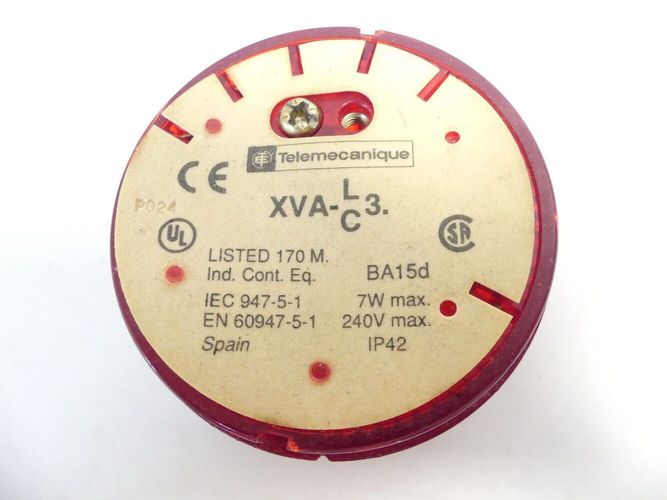 Telemecanique
CE
XVA-L/C3.
P024
UL
SA
LISTED 170 M.
Ind. Cont. Eq.
BA15d
IEC 947-5-1
7W max.
EN 60947-5-1
240V max.
Spain
IP42